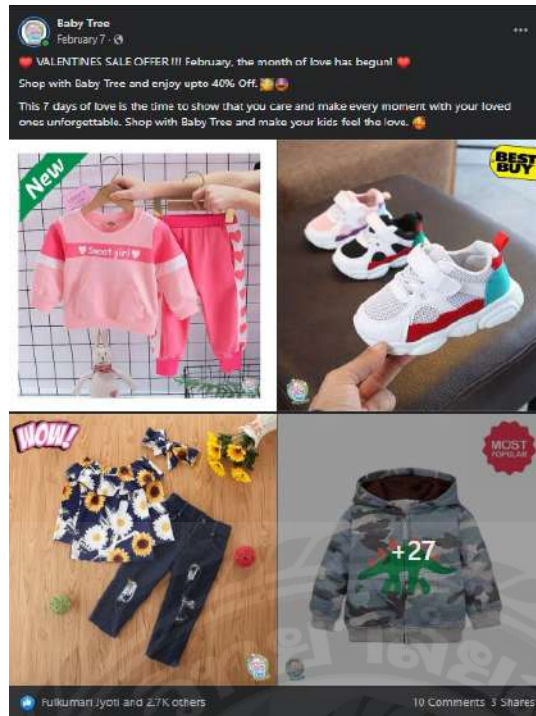 Baby Tree
February 7 ·
VALENTINES SALE OFFER!!! February, the month of love has begun!
Shop with Baby Tree and enjoy upto 40% Off.
This 7 days of love is the time to show that you care and make every moment with your loved
ones unforgettable. Shop with Baby Tree and make your kids feel the love.
New
Sweet girl
BEST
BUY
WOW!
MOST
POPULAR
+27
Fulkumari Jyoti and 2.7K others
10 Comments 3 Shares